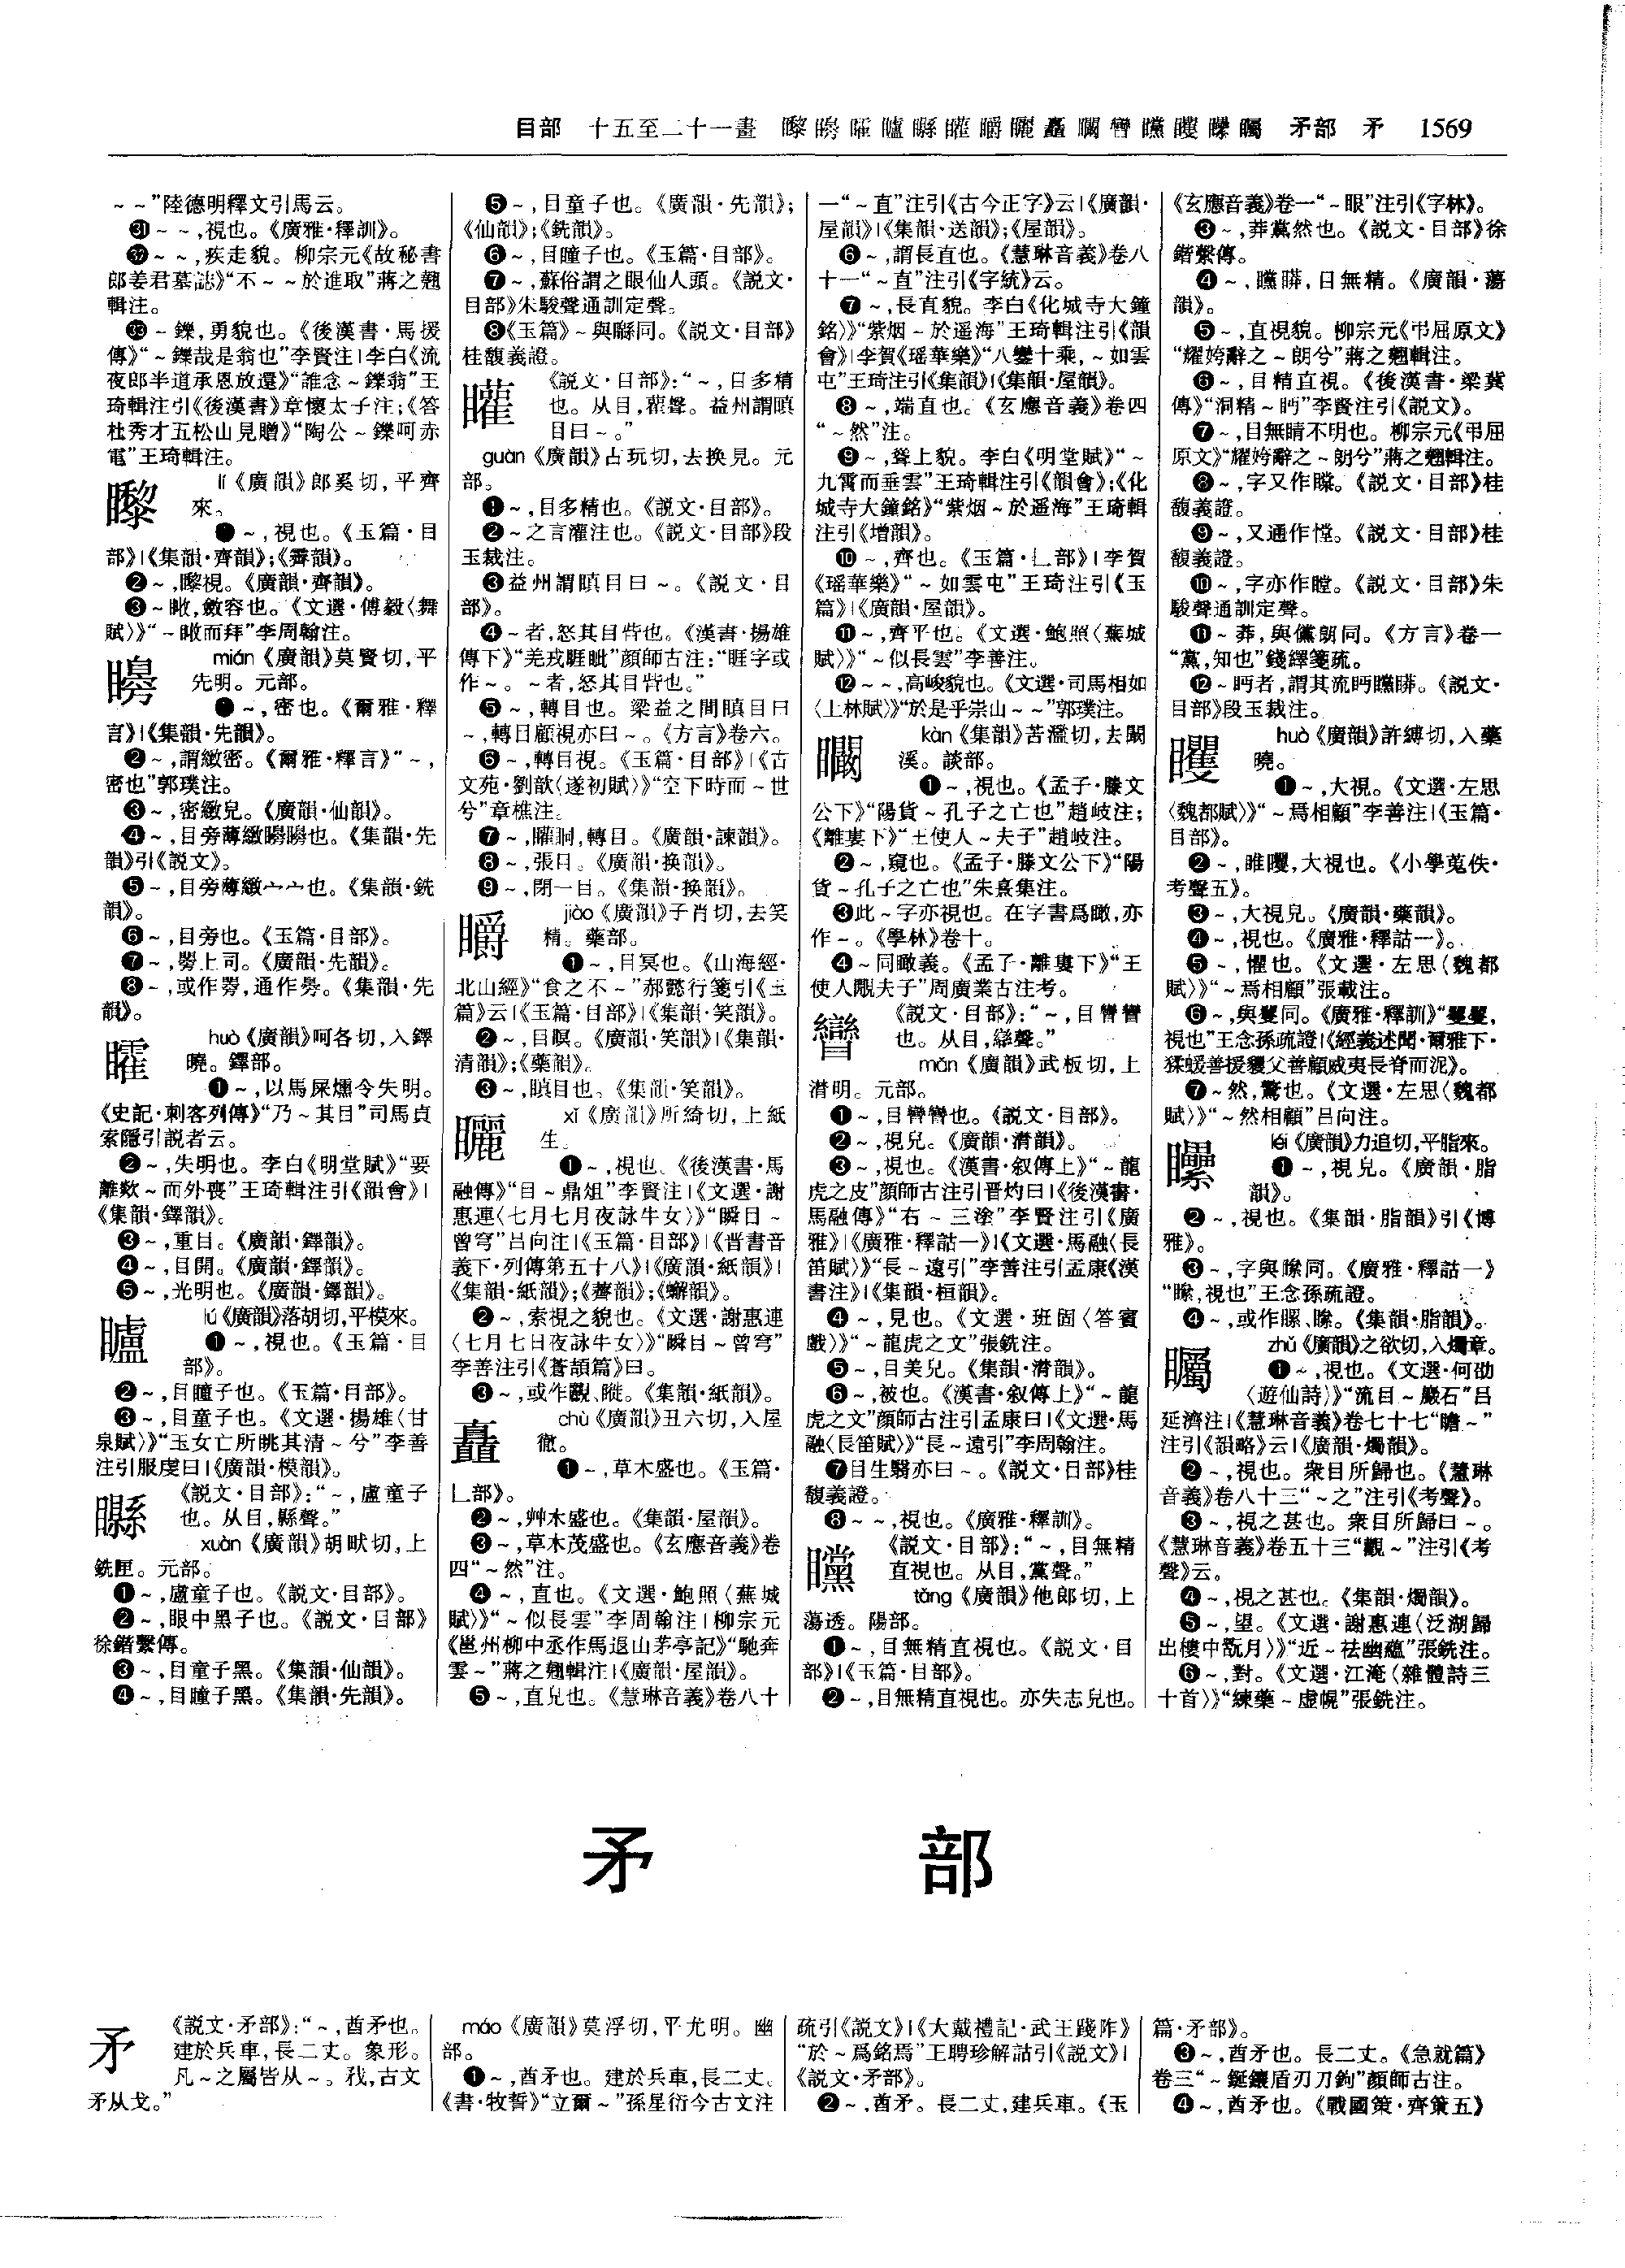 目部 十五至二十一畫 矛部 矛 1569
~~”陸德明釋文引馬云。
㉛~~,視也。《廣雅·釋訓》。
㉜~~,疾走貌。柳宗元《故秘書
郎姜君墓誌》“不~~於進取”蔣之翹
輯注。
㉝~鑠,勇貌也。《後漢書·馬援
傳》“~鑠哉是翁也”李賢注|李白《流
夜郎半道承恩放還》“誰念~鑠翁”王
琦輯注引《後漢書》章懷太子注;《答
杜秀才五松山見贈》“陶公~鑠呵赤
電”王琦輯注。
lí《廣韻》郎奚切,平齊
來。
❶~,視也。《玉篇·目
部》|《集韻·齊韻》;《霽韻》。
❷~,瞭視。《廣韻·齊韻》。
❸~䀿,斂容也。《文選·傅毅〈舞
賦〉》“~䀿而拜”李周翰注。
矊 mián《廣韻》莫賢切,平
先明。元部。
❶~,密也。《爾雅·釋
言》|《集韻·先韻》。
❷~,謂緻密。《爾雅·釋言》“~,
密也”郭璞注。
❸~,密緻皃。《廣韻·仙韻》。
❹~,目旁薄緻矏矏也。《集韻·先
韻》引《説文》。
❺~,目旁薄緻宀宀也。《集韻·銑
韻》。
❻~,目旁也。《玉篇·目部》。
❼~,臱上同。《廣韻·先韻》。
❽~,或作臱,通作臱。《集韻·先
韻》。
矐 huò《廣韻》呵各切,入鐸
曉。鐸部。
❶~,以馬屎燻令失明。
《史記·刺客列傳》“乃~其目”司馬貞
索隱引説者云。
❷~,失明也。李白《明堂賦》“要
離歘~而外喪”王琦輯注引《韻會》|
《集韻·鐸韻》。
❸~,重目。《廣韻·鐸韻》。
❹~,目開。《廣韻·鐸韻》。
❺~,光明也。《廣韻·鐸韻》。
矑 lú《廣韻》落胡切,平模來。
❶~,視也。《玉篇·目
部》。
❷~,目瞳子也。《玉篇·目部》。
❸~,目童子也。《文選·揚雄〈甘
泉賦〉》“玉女亡所眺其清~兮”李善
注引服虔曰|《廣韻·模韻》。
《説文·目部》:“~,盧童子
也。从目,縣聲。”
xuàn《廣韻》胡畎切,上
銑匣。元部。
❶~,盧童子也。《説文·目部》。
❷~,眼中黑子也。《説文·目部》
徐鍇繫傳。
❸~,目童子黑。《集韻·仙韻》。
❹~,目瞳子黑。《集韻·先韻》。
❺~,目童子也。《廣韻·先韻》;
《仙韻》;《銑韻》。
❻~,目瞳子也。《玉篇·目部》。
❼~,蘇俗謂之眼仙人頭。《説文·
目部》朱駿聲通訓定聲。
❽《玉篇》~與䀏同。《説文·目部》
桂馥義證。
矔 《説文·目部》:“~,目多精
也。从目,雚聲。益州謂瞋
目曰~。”
guàn《廣韻》古玩切,去換見。元
部。
❶~,目多精也。《説文·目部》。
❷~之言灌注也。《説文·目部》段
玉裁注。
❸益州謂瞋目曰~。《説文·目
部》。
❹~者,怒其目眥也。《漢書·揚雄
傳下》“羌戎睚眦”顔師古注:“睚字或
作~。~者,怒其目眥也。”
❺~,轉目也。梁益之間瞋目曰
~,轉目顧視亦曰~。《方言》卷六。
❻~,轉目視。《玉篇·目部》|《古
文苑·劉歆〈遂初賦〉》“空下時而~世
兮”章樵注。
❼~,矔眮,轉目。《廣韻·諫韻》。
❽~,張目。《廣韻·換韻》。
❾~,閉一目。《集韻·換韻》。
jiào《廣韻》子肖切,去笑
精。藥部。
❶~,目冥也。《山海經·
北山經》“食之不~”郝懿行箋引《玉
篇》云|《玉篇·目部》|《集韻·笑韻》。
❷~,目瞑。《廣韻·笑韻》|《集韻·
清韻》;《藥韻》。
❸~,瞋目也。《集韻·笑韻》。
矖 xǐ《廣韻》所綺切,上紙
生。
❶~,視也。《後漢書·馬
融傳》“目~鼎俎”李賢注|《文選·謝
惠連〈七月七夜詠牛女〉》“瞬目~
曾穹”吕向注|《玉篇·目部》|《晉書音
義下·列傳第五十八》|《廣韻·紙韻》|
《集韻·紙韻》;《薺韻》;《蟹韻》。
❷~,索視之貌也。《文選·謝惠連
〈七月七日夜詠牛女〉》“瞬目~曾穹”
李善注引《蒼頡篇》曰。
❸~,或作觀、䁟。《集韻·紙韻》。
矗 chù《廣韻》丑六切,入屋
徹。
❶~,草木盛也。《玉篇·
乚部》。
❷~,艸木盛也。《集韻·屋韻》。
❸~,草木茂盛也。《玄應音義》卷
四“~然”注。
❹~,直也。《文選·鮑照〈蕪城
賦〉》“~似長雲”李周翰注|柳宗元
《邕州柳中丞作馬退山茅亭記》“馳奔
雲~”蔣之翹輯注|《廣韻·屋韻》。
❺~,直皃也。《慧琳音義》卷八十
一“~直”注引《古今正字》云|《廣韻·
屋韻》|《集韻·送韻》;《屋韻》。
❻~,謂長直也。《慧琳音義》卷八
十一“~直”注引《字統》云。
❼~,長直貌。李白《化城寺大鐘
銘》》“紫烟~於遥海”王琦輯注引《韻
會》|李賀《瑶華樂》“八鑾十乘,~如雲
屯”王琦注引《集韻》|《集韻·屋韻》。
❽~,端直也。《玄應音義》卷四
“~然”注。
❾~,聳上貌。李白《明堂賦》“~
九霄而垂雲”王琦輯注引《韻會》;《化
城寺大鐘銘》“紫烟~於遥海”王琦輯
注引《增韻》。
❿~,齊也。《玉篇·乚部》|李賀
《瑶華樂》“~如雲屯”王琦注引《玉
篇》|《廣韻·屋韻》。
⓫~,齊平也。《文選·鮑照〈蕪城
賦〉》“~似長雲”李善注。
⓬~~,高峻貌也。《文選·司馬相如
〈上林賦〉》“於是乎崇山~~”郭璞注。
矙 kàn《集韻》苦濫切,去闞
溪。談部。
❶~,視也。《孟子·滕文
公下》“陽貨~孔子之亡也”趙岐注;
《離婁下》“王使人~夫子”趙岐注。
❷~,窺也。《孟子·滕文公下》“陽
貨~孔子之亡也”朱熹集注。
❸此~字亦視也。在字書爲瞰,亦
作~。《學林》卷十。
❹~同瞰義。《孟子·離婁下》“王
使人覸夫子”周廣業古注考。
矕 《説文·目部》:“~,目矕矕
也。从目,䜌聲。”
mǎn《廣韻》武板切,上
潸明。元部。
❶~,目矕矕也。《説文·目部》。
❷~,視皃。《廣韻·潸韻》。
❸~,視也。《漢書·叙傳上》“~龍
虎之皮”顔師古注引晋灼曰|《後漢書·
馬融傳》“右~三塗”李賢注引《廣
雅》|《廣雅·釋詁一》|《文選·馬融〈長
笛賦〉》“長~遠引”李善注引孟康《漢
書注》|《集韻·桓韻》。
❹~,見也。《文選·班固〈答賓
戲〉》“~龍虎之文”張銑注。
❺~,目美皃。《集韻·潸韻》。
❻~,被也。《漢書·叙傳上》“~龍
虎之文”顔師古注引孟康曰|《文選·馬
融〈長笛賦〉》“長~遠引”李周翰注。
❼目生翳亦曰~。《説文·目部》桂
馥義證。
❽~~,視也。《廣雅·釋訓》。
矘 《説文·目部》:“~,目無精
直視也。从目,黨聲。”
tǎng《廣韻》他郎切,上
蕩透。陽部。
❶~,目無精直視也。《説文·目
部》|《玉篇·目部》。
❷~,目無精直視也。亦失志皃也。
《玄應音義》卷一“~眼”注引《字林》。
❸~,莽黨然也。《説文·目部》徐
鍇繫傳。
❹~,矘䁳,目無精。《廣韻·蕩
韻》。
❺~,直視貌。柳宗元《弔屈原文》
“耀姱辭之~朗兮”蔣之翹輯注。
❻~,目精直視。《後漢書·梁冀
傳》“洞精~眄”李賢注引《説文》。
❼~,目無睛不明也。柳宗元《弔屈
原文》“耀姱辭之~朗兮”蔣之翹輯注。
❽~,字又作矘。《説文·目部》桂
馥義證。
❾~,又通作戃。《説文·目部》桂
馥義證。
❿~,字亦作瞠。《説文·目部》朱
駿聲通訓定聲。
⓫~莽,與儻朗同。《方言》卷一
“黨,知也”錢繹箋疏。
⓬~眄者,謂其流眄矘䁳。《説文·
目部》段玉裁注。
矍 huò《廣韻》許縛切,入藥
曉。
❶~,大視。《文選·左思
〈魏都賦〉》“~焉相顧”李善注|《玉篇·
目部》。
❷~,睢矍,大視也。《小學蒐佚·
考聲五》。
❸~,大視皃。《廣韻·藥韻》。
❹~,視也。《廣雅·釋詁一》。
❺~,懼也。《文選·左思〈魏都
賦〉》“~焉相顧”張載注。
❻~,與矍同。《廣雅·釋訓》“矍矍,
視也”王念孫疏證|《經義述聞·爾雅下·
猱蝯善援玃父善顧威夷長脊而泥》。
❼~然,驚也。《文選·左思〈魏都
賦〉》“~然相顧”吕向注。
léi《廣韻》力追切,平脂來。
❶~,視皃。《廣韻·脂
韻》。
❷~,視也。《集韻·脂韻》引《博
雅》。
❸~,字與䁤同。《廣雅·釋詁一》
“䁤,視也”王念孫疏證。
❹~,或作䁤。《集韻·脂韻》。
矚 zhǔ《廣韻》之欲切,入燭章。
❶~,視也。《文選·何劭
〈遊仙詩〉》“流目~巖石”吕
延濟注|《慧琳音義》卷七十七“瞻~”
注引《韻略》云|《廣韻·燭韻》。
❷~,視也。衆目所歸也。《慧琳
音義》卷八十三“~之”注引《考聲》。
❸~,視之甚也。衆目所歸曰~。
《慧琳音義》卷五十三“觀~”注引《考
聲》云。
❹~,視之甚也。《集韻·燭韻》。
❺~,望。《文選·謝惠連〈泛湖歸
出樓中翫月〉》“近~祛幽藴”張銑注。
❻~,對。《文選·江淹〈雜體詩三
十首〉》“練藥~虚幌”張銑注。
矛 部
矛 《説文·矛部》:“~,酋矛也。
建於兵車,長二丈。象形。
凡~之屬皆从~。𢦧,古文
矛从戈。”
máo《廣韻》莫浮切,平尤明。幽
部。
❶~,酋矛也。建於兵車,長二丈。
《書·牧誓》“立爾~”孫星衍今古文注
疏引《説文》|《大戴禮記·武王踐阼》
“於~爲銘焉”王聘珍解詁引《説文》|
《説文·矛部》。
❷~,酋矛。長二丈,建兵車。《玉
篇·矛部》。
❸~,酋矛也。長二丈。《急就篇》
卷三“~鋋鑲盾刃刀鉤”顔師古注。
❹~,酋矛也。《戰國策·齊策五》